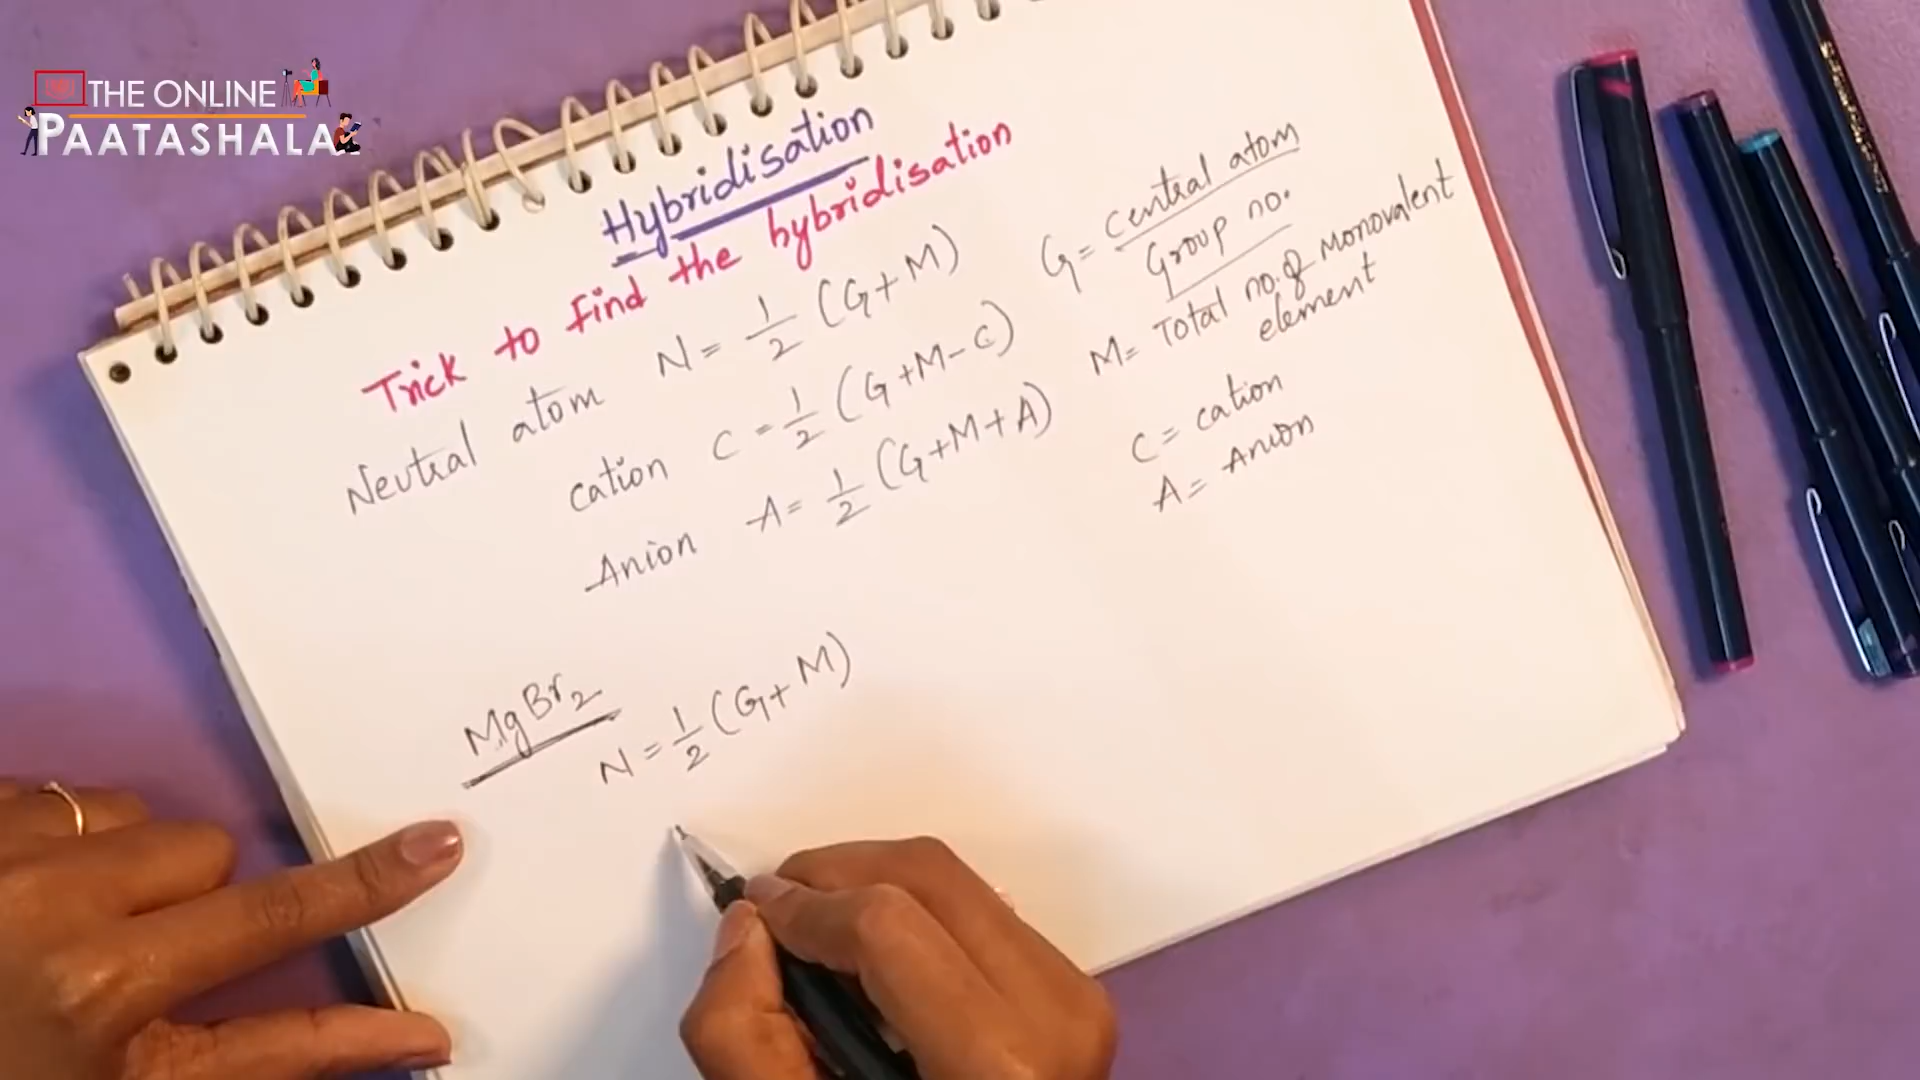 THE ONLINE
PAATASHALA
Hybridisation
Trick to find the hybridisation
Neutral atom N = 1/2 (G+M)
cation C = 1/2 (G+M-C)
Anion A = 1/2 (G+M+A)
G = central atom
Group no.
M = Total no. of monovalent
element
C = cation
A = Anion
MgBr2
N = 1/2 (G+M)